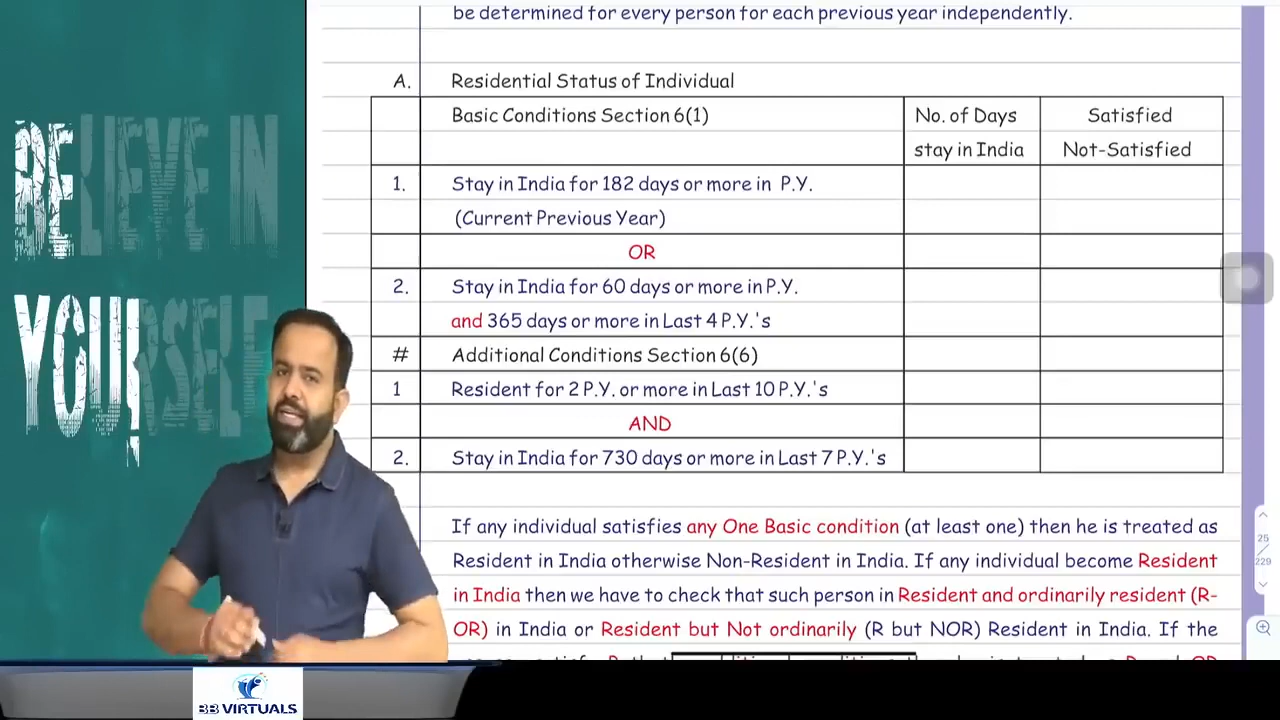 BELIEVE IN
YOURSELF
be determined for every person for each previous year independently.
A. Residential Status of Individual
Basic Conditions Section 6(1) No. of Days Satisfied
stay in India Not-Satisfied
1. Stay in India for 182 days or more in P.Y.
(Current Previous Year)
OR
2. Stay in India for 60 days or more in P.Y.
and 365 days or more in Last 4 P.Y.'s
# Additional Conditions Section 6(6)
1 Resident for 2 P.Y. or more in Last 10 P.Y.'s
AND
2. Stay in India for 730 days or more in Last 7 P.Y.'s
If any individual satisfies any One Basic condition (at least one) then he is treated as
Resident in India otherwise Non-Resident in India. If any individual become Resident
in India then we have to check that such person in Resident and ordinarily resident (R-
OR) in India or Resident but Not ordinarily (R but NOR) Resident in India. If the
25
229
BB VIRTUALS